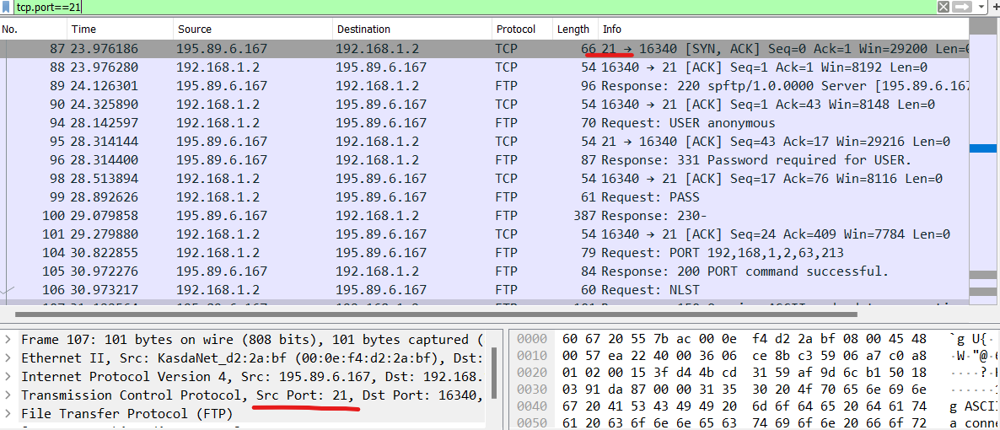 tcp.port==21
No. Time Source Destination Protocol Length Info
87 23.976186 195.89.6.167 192.168.1.2 TCP 66 21 → 16340 [SYN, ACK] Seq=0 Ack=1 Win=29200 Len=0
88 23.976280 192.168.1.2 195.89.6.167 TCP 54 16340 → 21 [ACK] Seq=1 Ack=1 Win=8192 Len=0
89 24.126301 195.89.6.167 192.168.1.2 FTP 96 Response: 220 spftp/1.0.0000 Server [195.89.6.167
90 24.325890 192.168.1.2 195.89.6.167 TCP 54 16340 → 21 [ACK] Seq=1 Ack=43 Win=8148 Len=0
94 28.142597 192.168.1.2 195.89.6.167 FTP 70 Request: USER anonymous
95 28.314144 195.89.6.167 192.168.1.2 TCP 54 21 → 16340 [ACK] Seq=43 Ack=17 Win=29216 Len=0
96 28.314400 195.89.6.167 192.168.1.2 FTP 87 Response: 331 Password required for USER.
98 28.513894 192.168.1.2 195.89.6.167 TCP 54 16340 → 21 [ACK] Seq=17 Ack=76 Win=8116 Len=0
99 28.892626 192.168.1.2 195.89.6.167 FTP 61 Request: PASS
100 29.079858 195.89.6.167 192.168.1.2 FTP 387 Response: 230-
101 29.279880 192.168.1.2 195.89.6.167 TCP 54 16340 → 21 [ACK] Seq=24 Ack=409 Win=7784 Len=0
104 30.822855 192.168.1.2 195.89.6.167 FTP 79 Request: PORT 192,168,1,2,63,213
105 30.972276 195.89.6.167 192.168.1.2 FTP 84 Response: 200 PORT command successful.
106 30.973217 192.168.1.2 195.89.6.167 FTP 60 Request: NLST
Frame 107: 101 bytes on wire (808 bits), 101 bytes captured (
Ethernet II, Src: KasdaNet_d2:2a:bf (00:0e:f4:d2:2a:bf), Dst:
Internet Protocol Version 4, Src: 195.89.6.167, Dst: 192.168.
Transmission Control Protocol, Src Port: 21, Dst Port: 16340,
File Transfer Protocol (FTP)
0000 60 67 20 55 7b ac 00 0e f4 d2 2a bf 08 00 45 48 `g U{·
0010 00 57 ea 22 40 00 36 06 ce 8b c3 59 06 a7 c0 a8 ·W·"@·6
0020 01 02 00 15 3f d4 4b cd 31 59 af 9d 6c b1 50 18 ····?·
0030 03 91 da 87 00 00 31 35 30 20 4f 70 65 6e 69 6e ······1
0040 67 20 41 53 43 49 49 20 6d 6f 64 65 20 64 61 74 g ASCII
0050 61 20 63 6f 6e 6e 65 63 74 69 6f 6e 20 66 6f 72 a conne